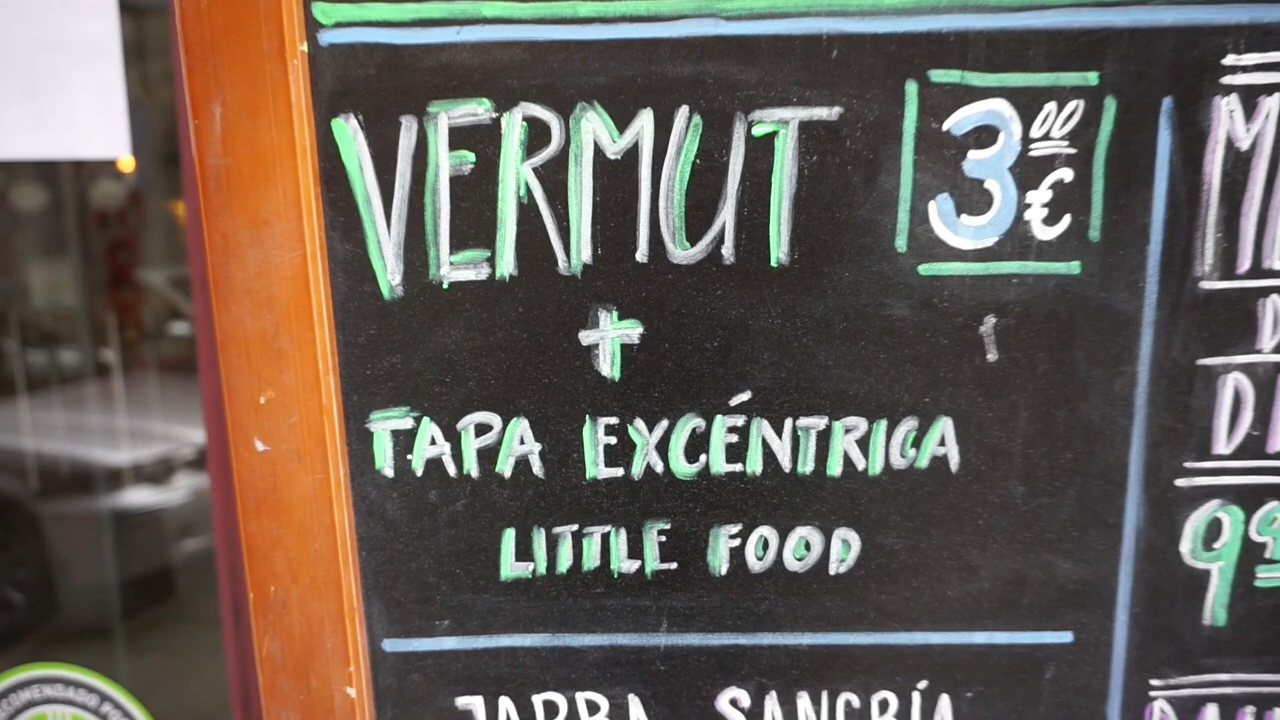 VERMUT 3 00 €
+
TAPA EXCÉNTRICA
LITTLE FOOD
JARRA SANGRÍA